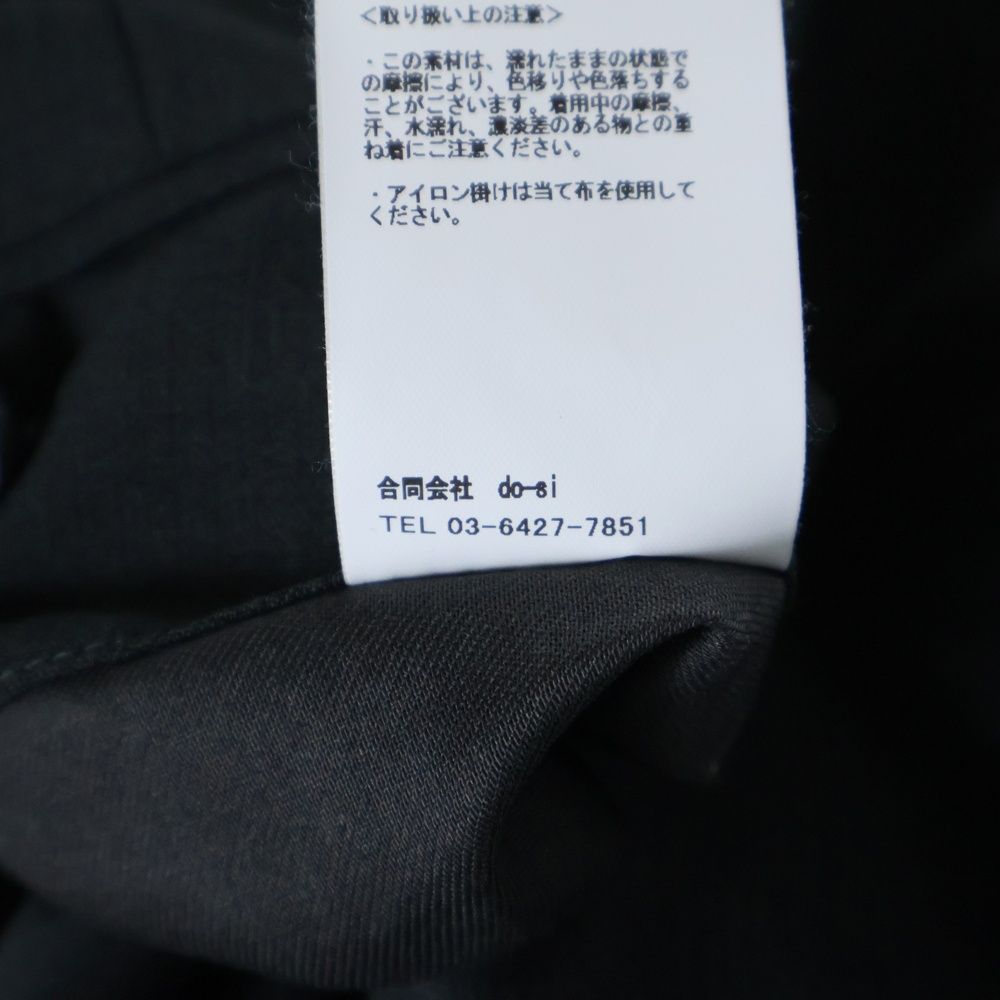 ＜取り扱い上の注意＞
・この素材は、濡れたままの状態で
の摩擦により、色移りや色落ちする
ことがございます。着用中の摩擦、
汗、水濡れ、濃淡差のある物との重
ね着にご注意ください。
・アイロン掛けは当て布を使用して
ください。
合同会社 do-si
TEL 03-6427-7851